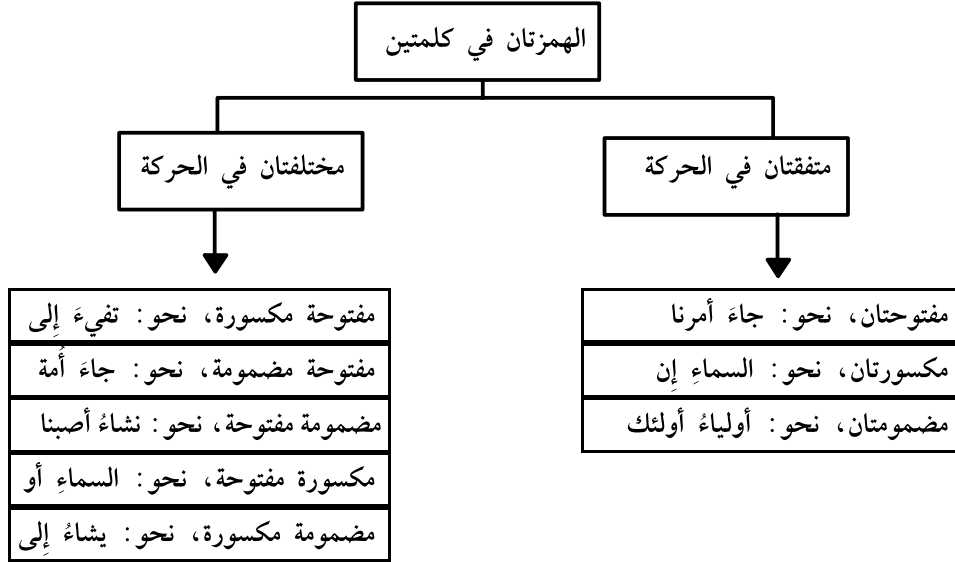 الهمزتان في كلمتين
متفقتان في الحركة
مختلفتان في الحركة
مفتوحتان، نحو: جاءَ أمرنا
مكسورتان، نحو: السماءِ إِن
مضمومتان، نحو: أولياءُ أولئك
مفتوحة مكسورة، نحو: تفيءَ إِلى
مفتوحة مضمومة، نحو: جاءَ أُمة
مضمومة مفتوحة، نحو: نشاءُ أصبنا
مكسورة مفتوحة، نحو: السماءِ أو
مضمومة مكسورة، نحو: يشاءُ إِلى